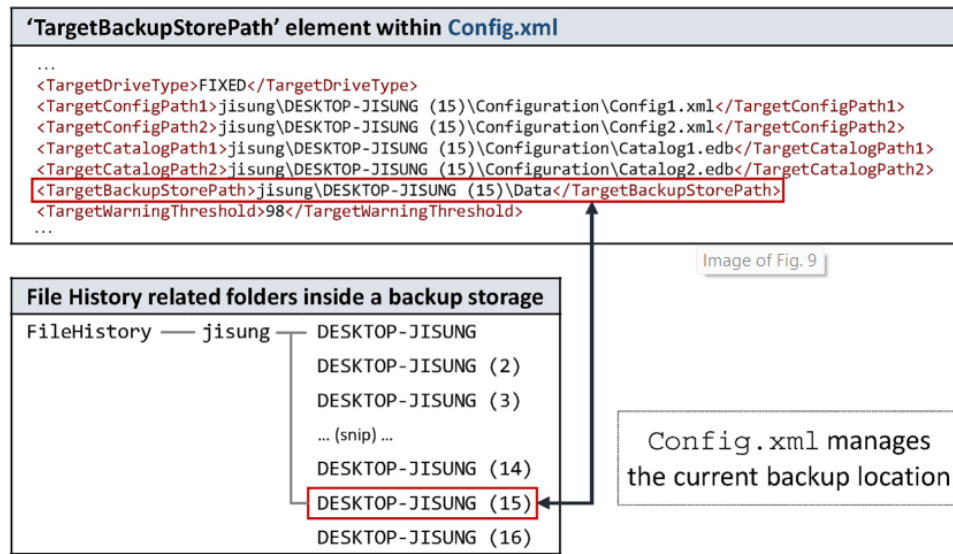 ‘TargetBackupStorePath’ element within Config.xml
...
<TargetDriveType>FIXED</TargetDriveType>
<TargetConfigPath1>jisung\DESKTOP-JISUNG (15)\Configuration\Config1.xml</TargetConfigPath1>
<TargetConfigPath2>jisung\DESKTOP-JISUNG (15)\Configuration\Config2.xml</TargetConfigPath2>
<TargetCatalogPath1>jisung\DESKTOP-JISUNG (15)\Configuration\Catalog1.edb</TargetCatalogPath1>
<TargetCatalogPath2>jisung\DESKTOP-JISUNG (15)\Configuration\Catalog2.edb</TargetCatalogPath2>
<TargetBackupStorePath>jisung\DESKTOP-JISUNG (15)\Data</TargetBackupStorePath>
<TargetWarningThreshold>98</TargetWarningThreshold>
...
Image of Fig. 9
File History related folders inside a backup storage
FileHistory jisung DESKTOP-JISUNG
DESKTOP-JISUNG (2)
DESKTOP-JISUNG (3)
... (snip) ...
DESKTOP-JISUNG (14)
DESKTOP-JISUNG (15)
DESKTOP-JISUNG (16)
Config.xml manages
the current backup location